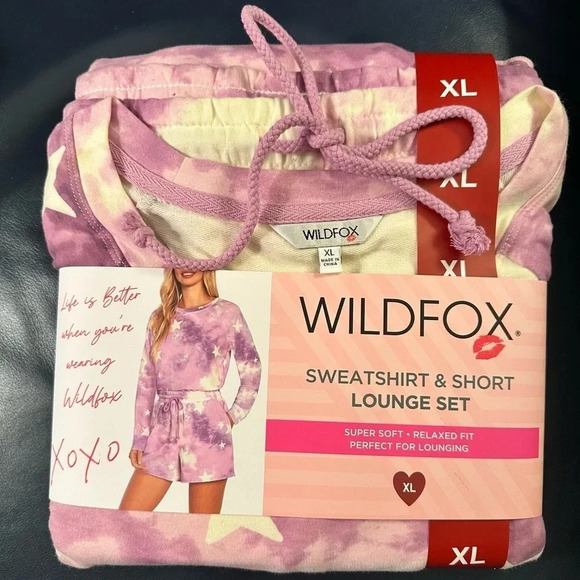 XL
XL
XL
WILDFOX
XL
MADE IN
CHINA
Life is Better
when you're
wearing
Wildfox
XOXO
WILDFOX®
SWEATSHIRT & SHORT
LOUNGE SET
SUPER SOFT • RELAXED FIT
PERFECT FOR LOUNGING
XL
XL